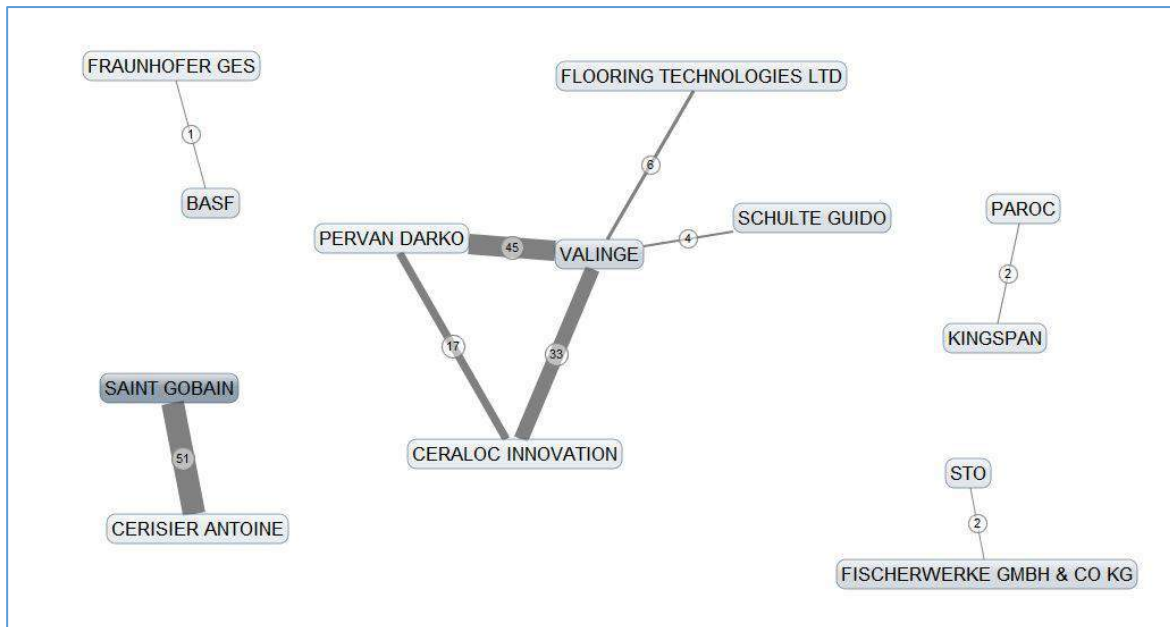 FRAUNHOFER GES
FLOORING TECHNOLOGIES LTD
1
6
BASF
SCHULTE GUIDO
PAROC
PERVAN DARKO
45
VALINGE
4
2
KINGSPAN
17
33
SAINT GOBAIN
51
CERALOC INNOVATION
STO
CERISIER ANTOINE
2
FISCHERWERKE GMBH & CO KG